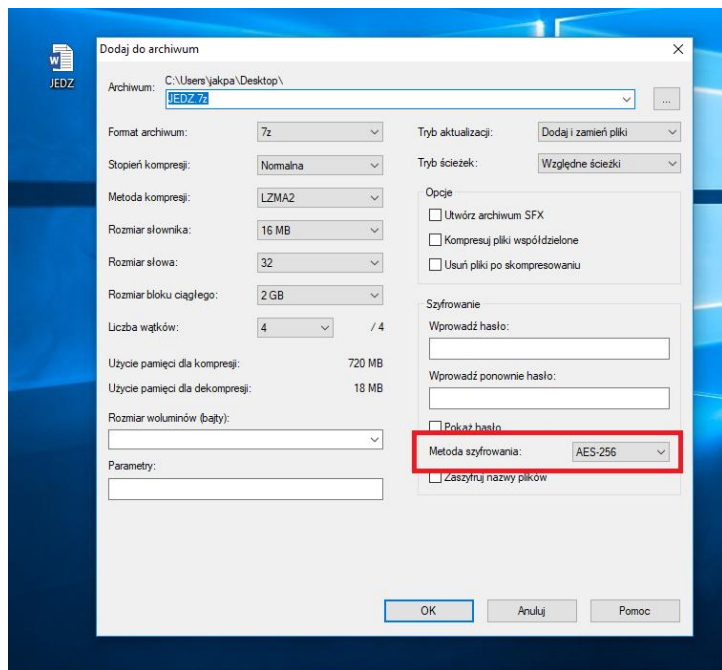 JEDZ
Dodaj do archiwum
Archiwum: C:\Users\jakpa\Desktop\
JEDZ.7z
...
Format archiwum: 7z
Stopień kompresji: Normalna
Metoda kompresji: LZMA2
Rozmiar słownika: 16 MB
Rozmiar słowa: 32
Rozmiar bloku ciągłego: 2 GB
Liczba wątków: 4 / 4
Użycie pamięci dla kompresji: 720 MB
Użycie pamięci dla dekompresji: 18 MB
Rozmiar woluminów (bajty):
Parametry:
Tryb aktualizacji: Dodaj i zamień pliki
Tryb ścieżek: Względne ścieżki
Opcje
Utwórz archiwum SFX
Kompresuj pliki współdzielone
Usuń pliki po skompresowaniu
Szyfrowanie
Wprowadź hasło:
Wprowadź ponownie hasło:
Pokaż hasło
Metoda szyfrowania: AES-256
Zaszyfruj nazwy plików
OK Anuluj Pomoc